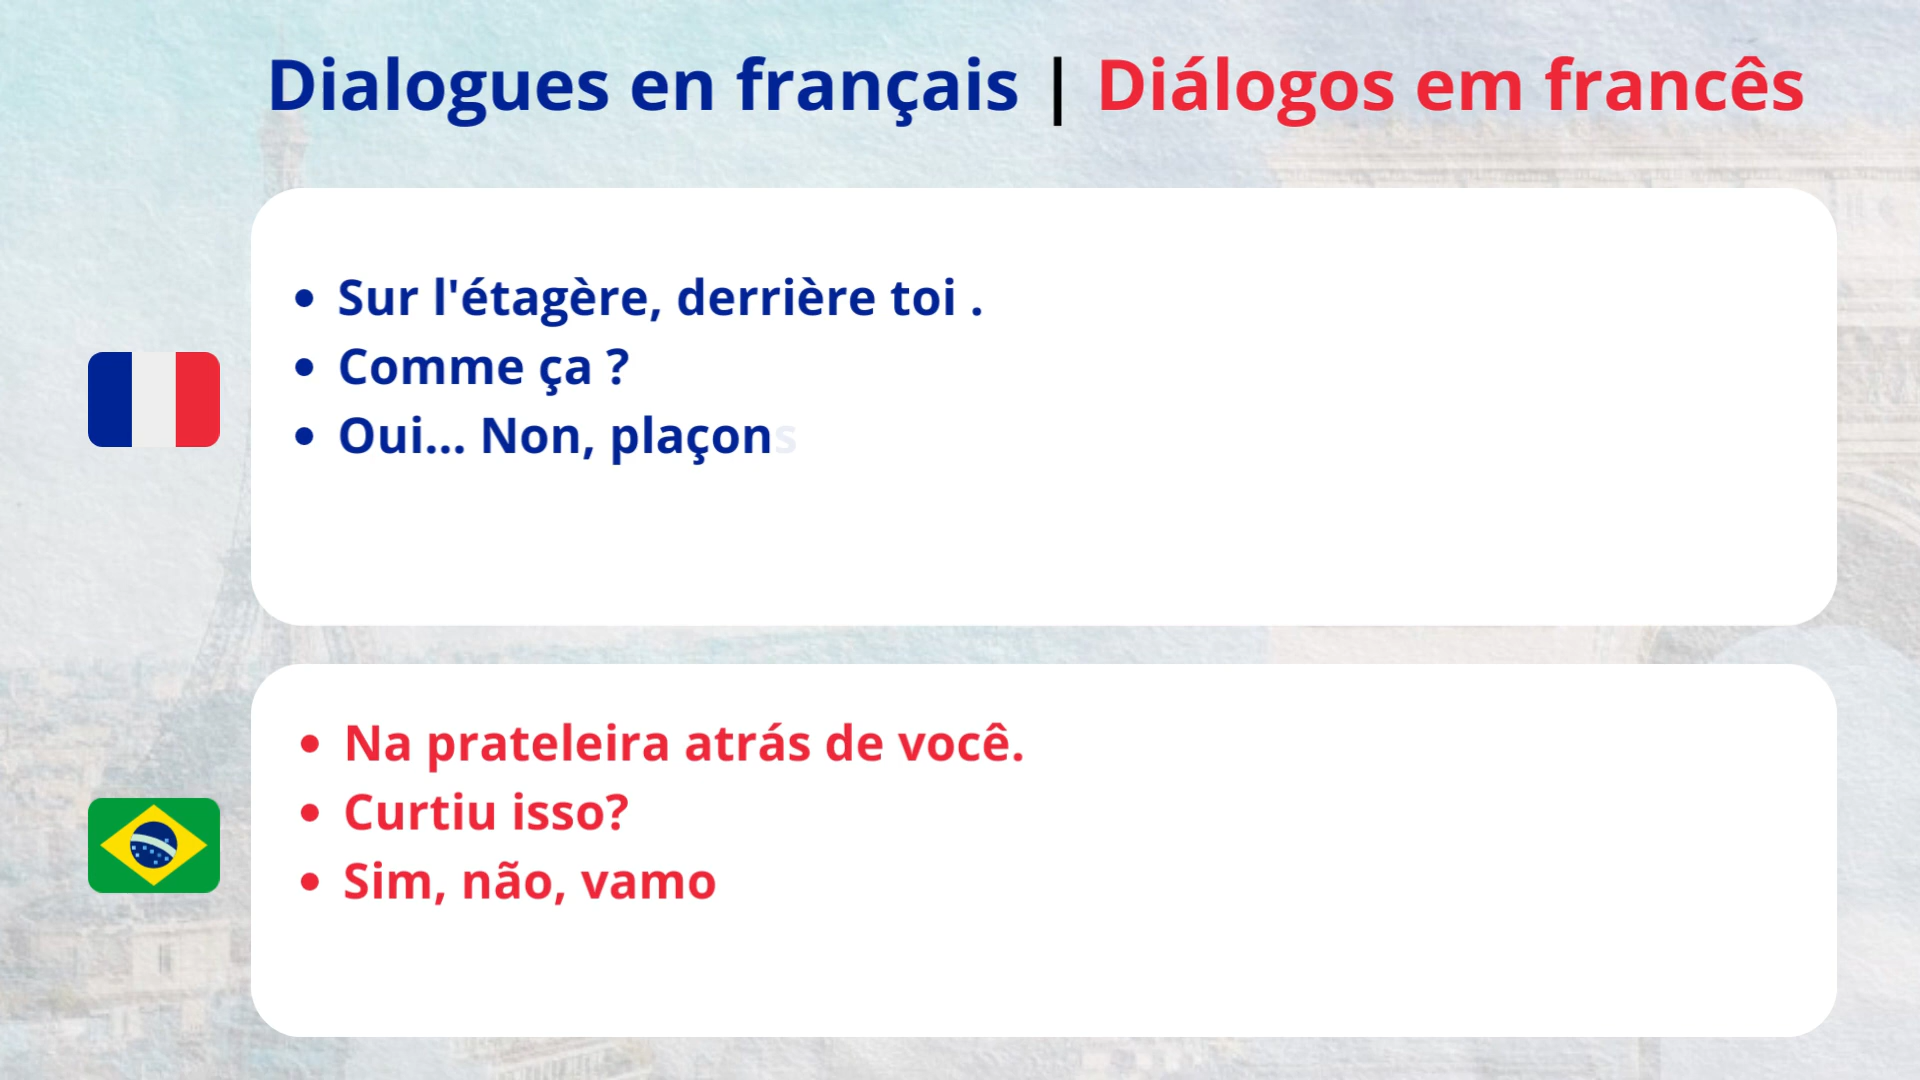 Dialogues en français | Diálogos em francês
• Sur l'étagère, derrière toi .
• Comme ça ?
• Oui... Non, plaçons
• Na prateleira atrás de você.
• Curtiu isso?
• Sim, não, vamo